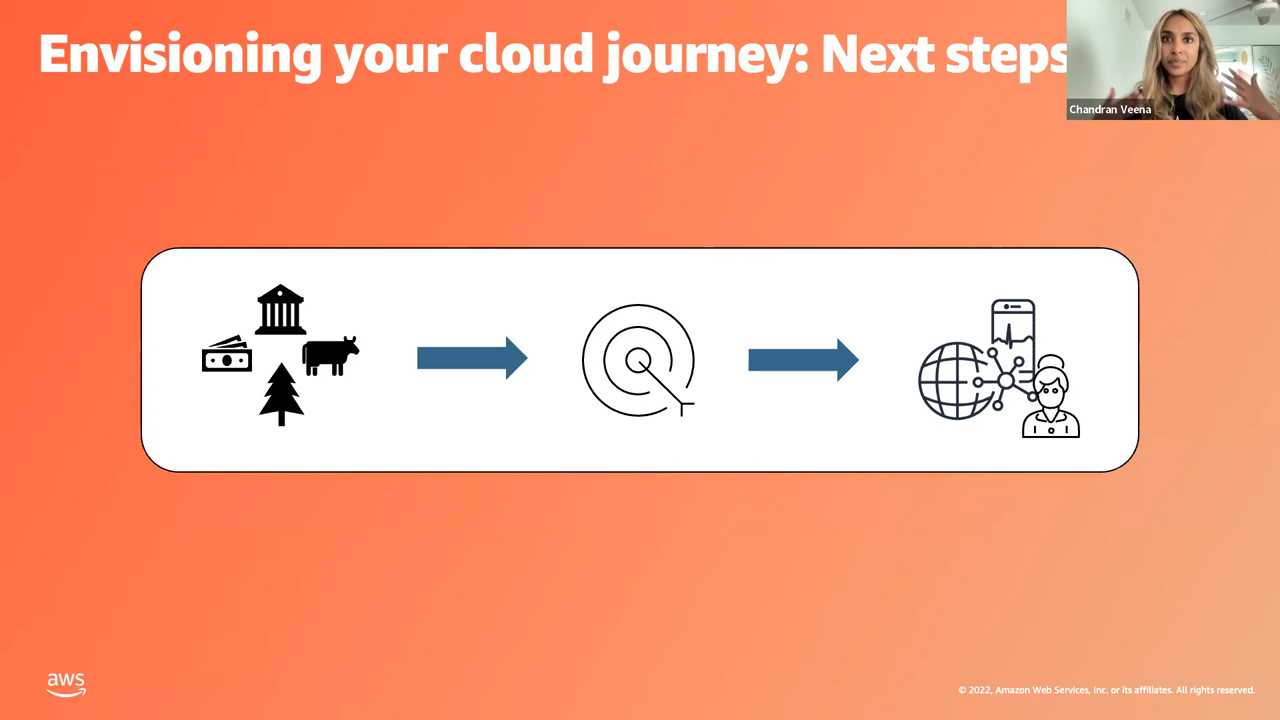 Envisioning your cloud journey: Next steps
Chandran Veena
aws
© 2022, Amazon Web Services, Inc. or its affiliates. All rights reserved.